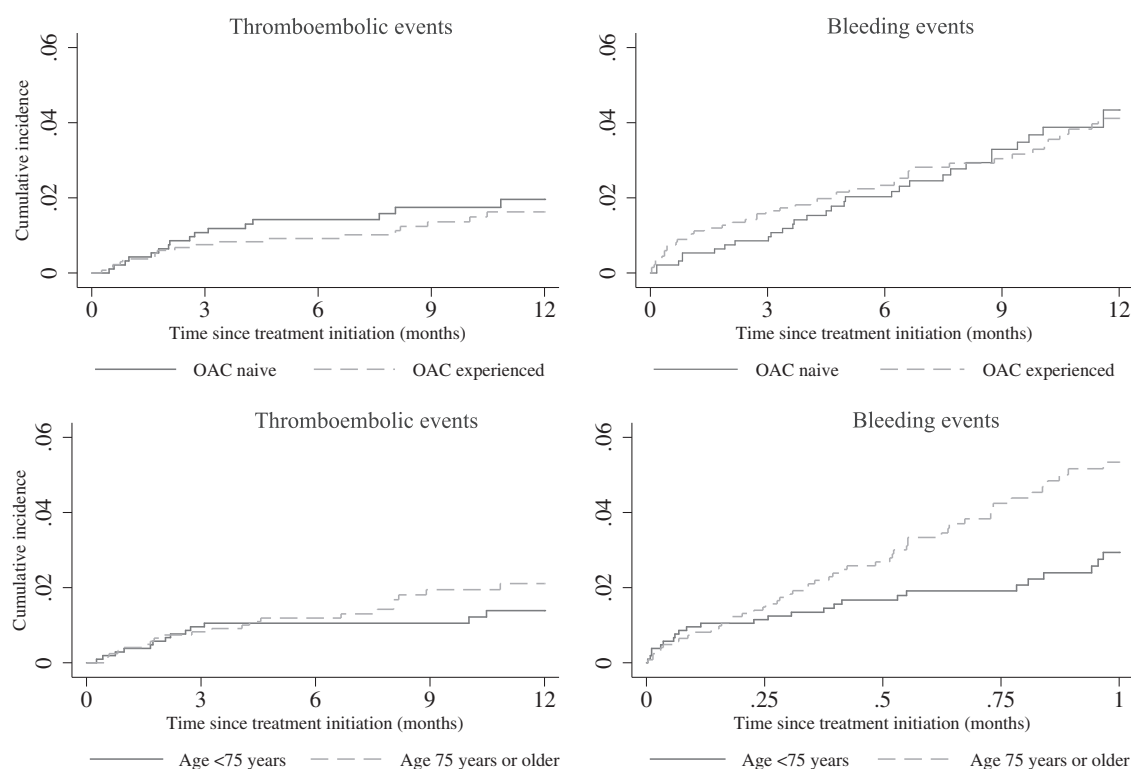 Thromboembolic events
Cumulative incidence
.06
.04
.02
0
0 3 6 9 12
Time since treatment initiation (months)
OAC naive OAC experienced
Bleeding events
.06
.04
.02
0
0 3 6 9 12
Time since treatment initiation (months)
OAC naive OAC experienced
Thromboembolic events
Cumulative incidence
.06
.04
.02
0
0 3 6 9 12
Time since treatment initiation (months)
Age <75 years Age 75 years or older
Bleeding events
.06
.04
.02
0
0 .25 .5 .75 1
Time since treatment initiation (months)
Age <75 years Age 75 years or older